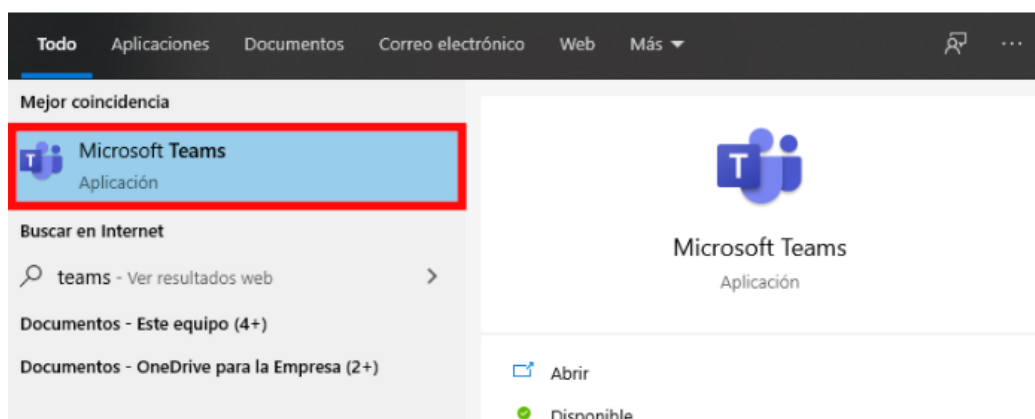 Todo Aplicaciones Documentos Correo electrónico Web Más
Mejor coincidencia
Microsoft Teams
Aplicación
Buscar en Internet
teams - Ver resultados web
Documentos - Este equipo (4+)
Documentos - OneDrive para la Empresa (2+)
T
Microsoft Teams
Aplicación
Abrir
Disponible